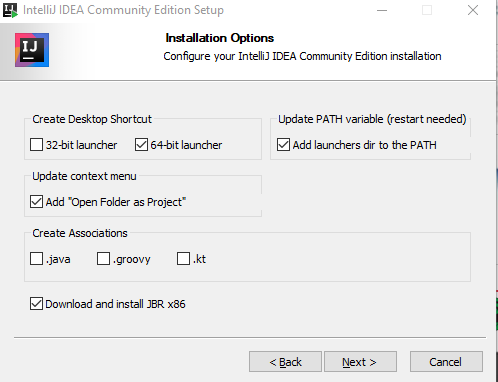 IntelliJ IDEA Community Edition Setup
IJ
Installation Options
Configure your IntelliJ IDEA Community Edition installation
Create Desktop Shortcut
32-bit launcher
64-bit launcher
Update PATH variable (restart needed)
Add launchers dir to the PATH
Update context menu
Add "Open Folder as Project"
Create Associations
.java
.groovy
.kt
Download and install JBR x86
< Back
Next >
Cancel